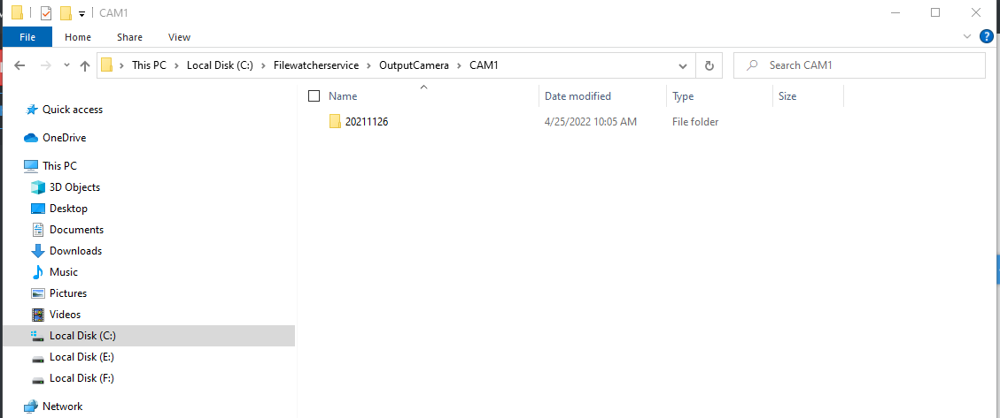 CAM1
File Home Share View
This PC Local Disk (C:) Filewatcherservice OutputCamera CAM1 Search CAM1
Name Date modified Type Size
20211126 4/25/2022 10:05 AM File folder
Quick access
OneDrive
This PC
3D Objects
Desktop
Documents
Downloads
Music
Pictures
Videos
Local Disk (C:)
Local Disk (E:)
Local Disk (F:)
Network